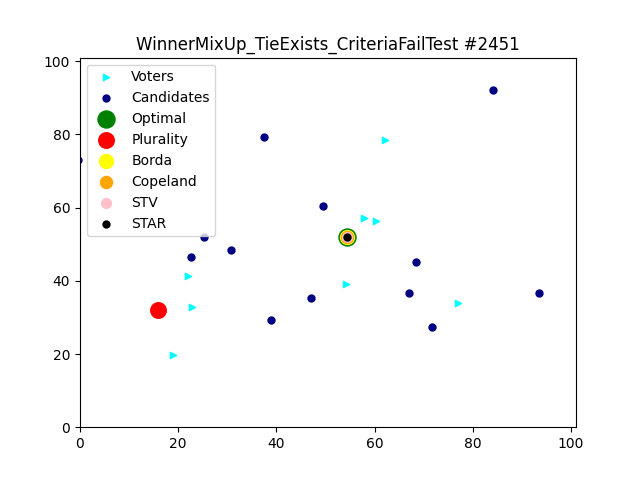 WinnerMixUp_TieExists_CriteriaFailTest #2451
Voters
Candidates
Optimal
Plurality
Borda
Copeland
STV
STAR
100
80
60
40
20
0
0 20 40 60 80 100